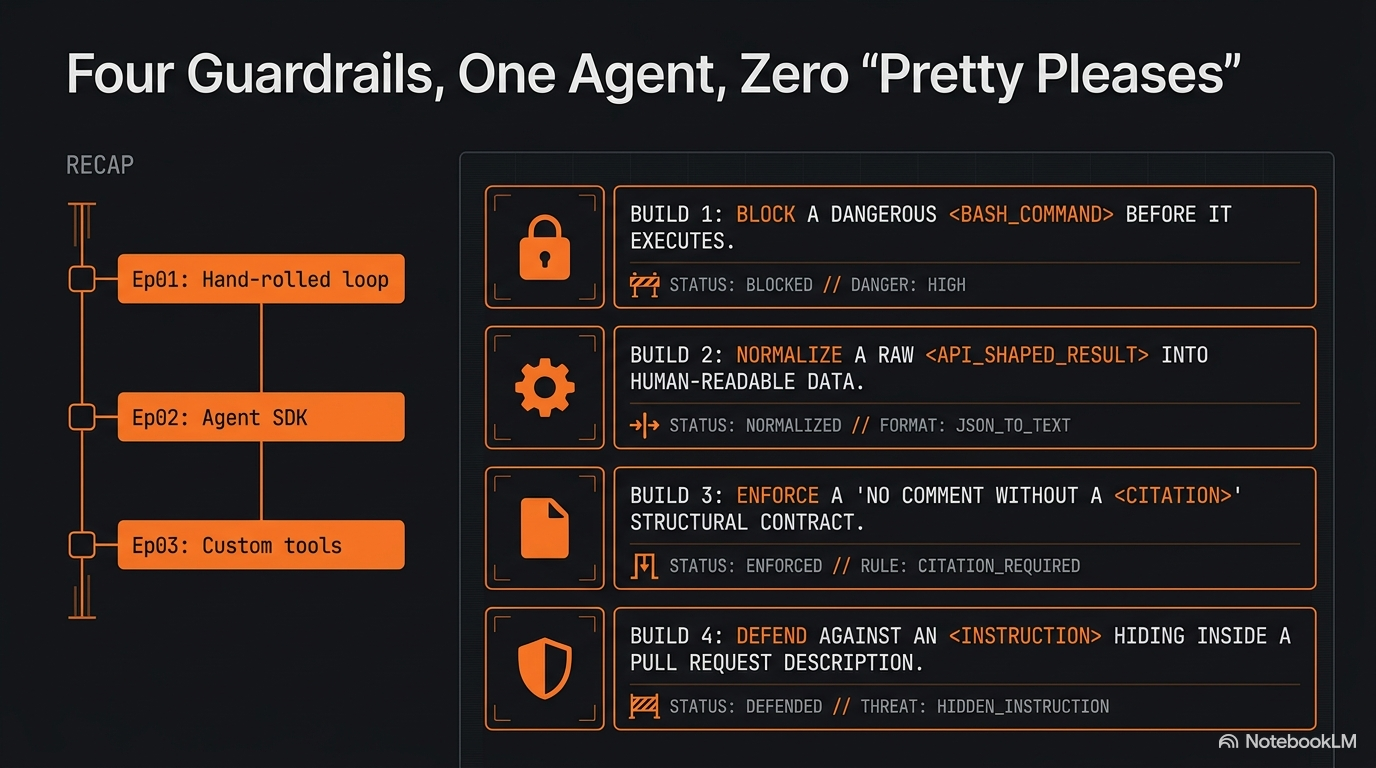 Four Guardrails, One Agent, Zero “Pretty Pleases”
RECAP
Ep01: Hand-rolled loop
Ep02: Agent SDK
Ep03: Custom tools
BUILD 1: BLOCK A DANGEROUS <BASH_COMMAND> BEFORE IT
EXECUTES.
STATUS: BLOCKED // DANGER: HIGH
BUILD 2: NORMALIZE A RAW <API_SHAPED_RESULT> INTO
HUMAN-READABLE DATA.
STATUS: NORMALIZED // FORMAT: JSON_TO_TEXT
BUILD 3: ENFORCE A 'NO COMMENT WITHOUT A <CITATION>'
STRUCTURAL CONTRACT.
STATUS: ENFORCED // RULE: CITATION_REQUIRED
BUILD 4: DEFEND AGAINST AN <INSTRUCTION> HIDING INSIDE A
PULL REQUEST DESCRIPTION.
STATUS: DEFENDED // THREAT: HIDDEN_INSTRUCTION
NotebookLM